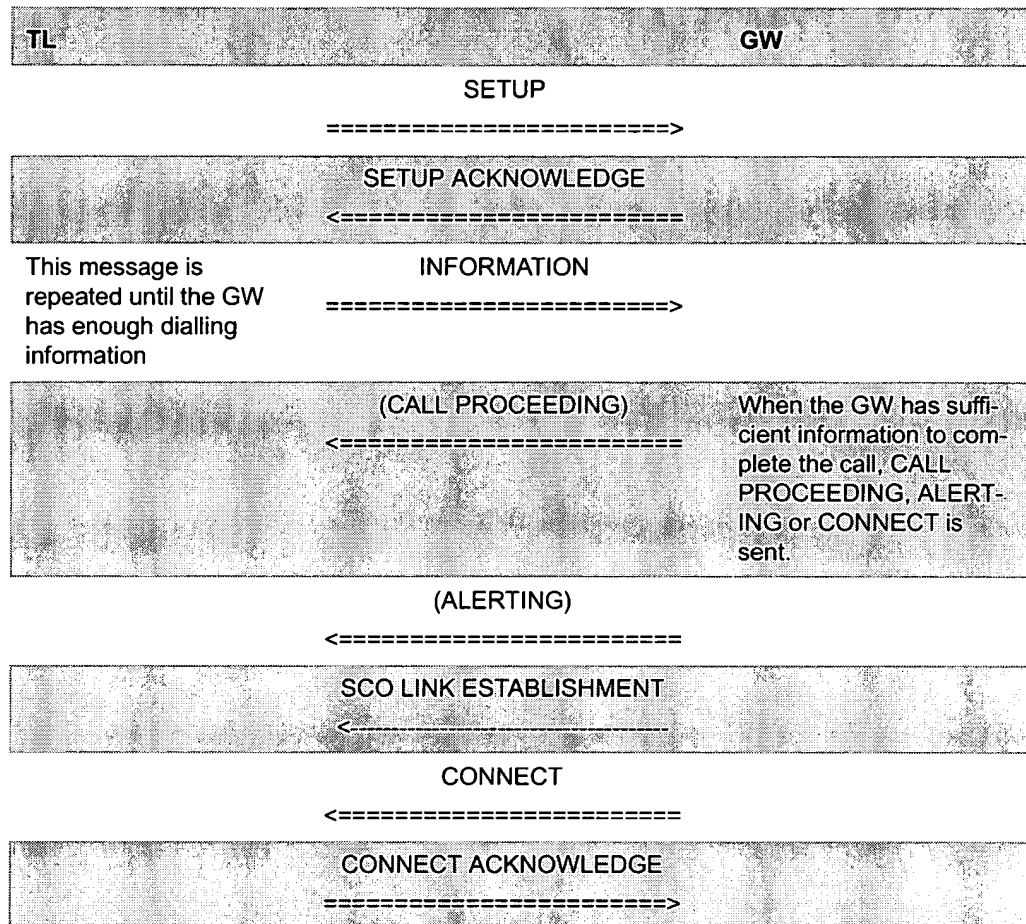 TL GW
SETUP
========================>
SETUP ACKNOWLEDGE
<========================
This message is
repeated until the GW
has enough dialling
information
INFORMATION
========================>
(CALL PROCEEDING)
<========================
When the GW has suffi-
cient information to com-
plete the call, CALL
PROCEEDING, ALERT-
ING or CONNECT is
sent.
(ALERTING)
<========================
SCO LINK ESTABLISHMENT
<-----------------------------------
CONNECT
<========================
CONNECT ACKNOWLEDGE
========================>